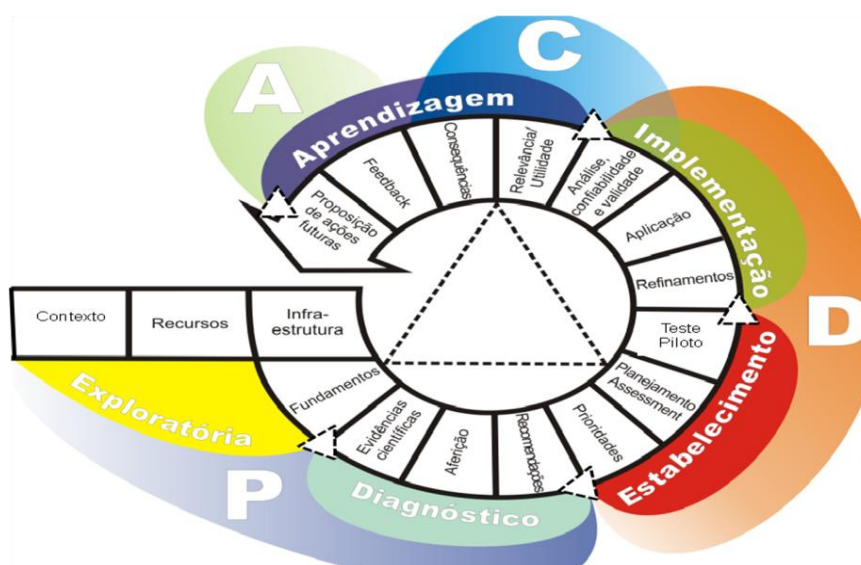 Contexto
Recursos
Infra-
estrutura
Fundamentos
Evidências
científicas
Aferição
Recomendações
Prioridades
Planejamento
Assessment
Teste
Piloto
Refinamentos
Aplicação
Análise,
confiabilidade
e validade
Relevância/
Utilidade
Consequências
Feedback
Proposição
de ações
futuras
Exploratória
Diagnóstico
Estabelecimento
Implementação
Aprendizagem
P
D
C
A